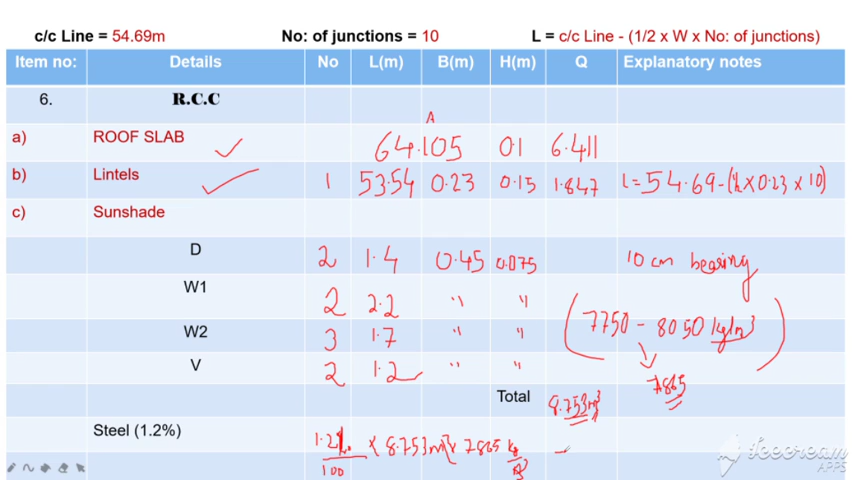 c/c Line = 54.69m No: of junctions = 10 L = c/c Line - (1/2 x W x No: of junctions)
Item no: Details No L(m) B(m) H(m) Q Explanatory notes
6. R.C.C
A
a) ROOF SLAB 64.105 0.1 6.411
b) Lintels 1 53.54 0.23 0.15 1.847 L = 54.69 - (½ x 0.23 x 10)
c) Sunshade
D 2 1.4 0.45 0.075 10 cm bearing
W1 2 2.2 " "
(7750 - 8050 kg/m³)
W2 3 1.7 " "
V 2 1.2 " "
7865
Total 8.753m³
Steel (1.2%) 1.2%/100 x 8.753m³ x 7865 kg/m³ =
Icecream
APPS